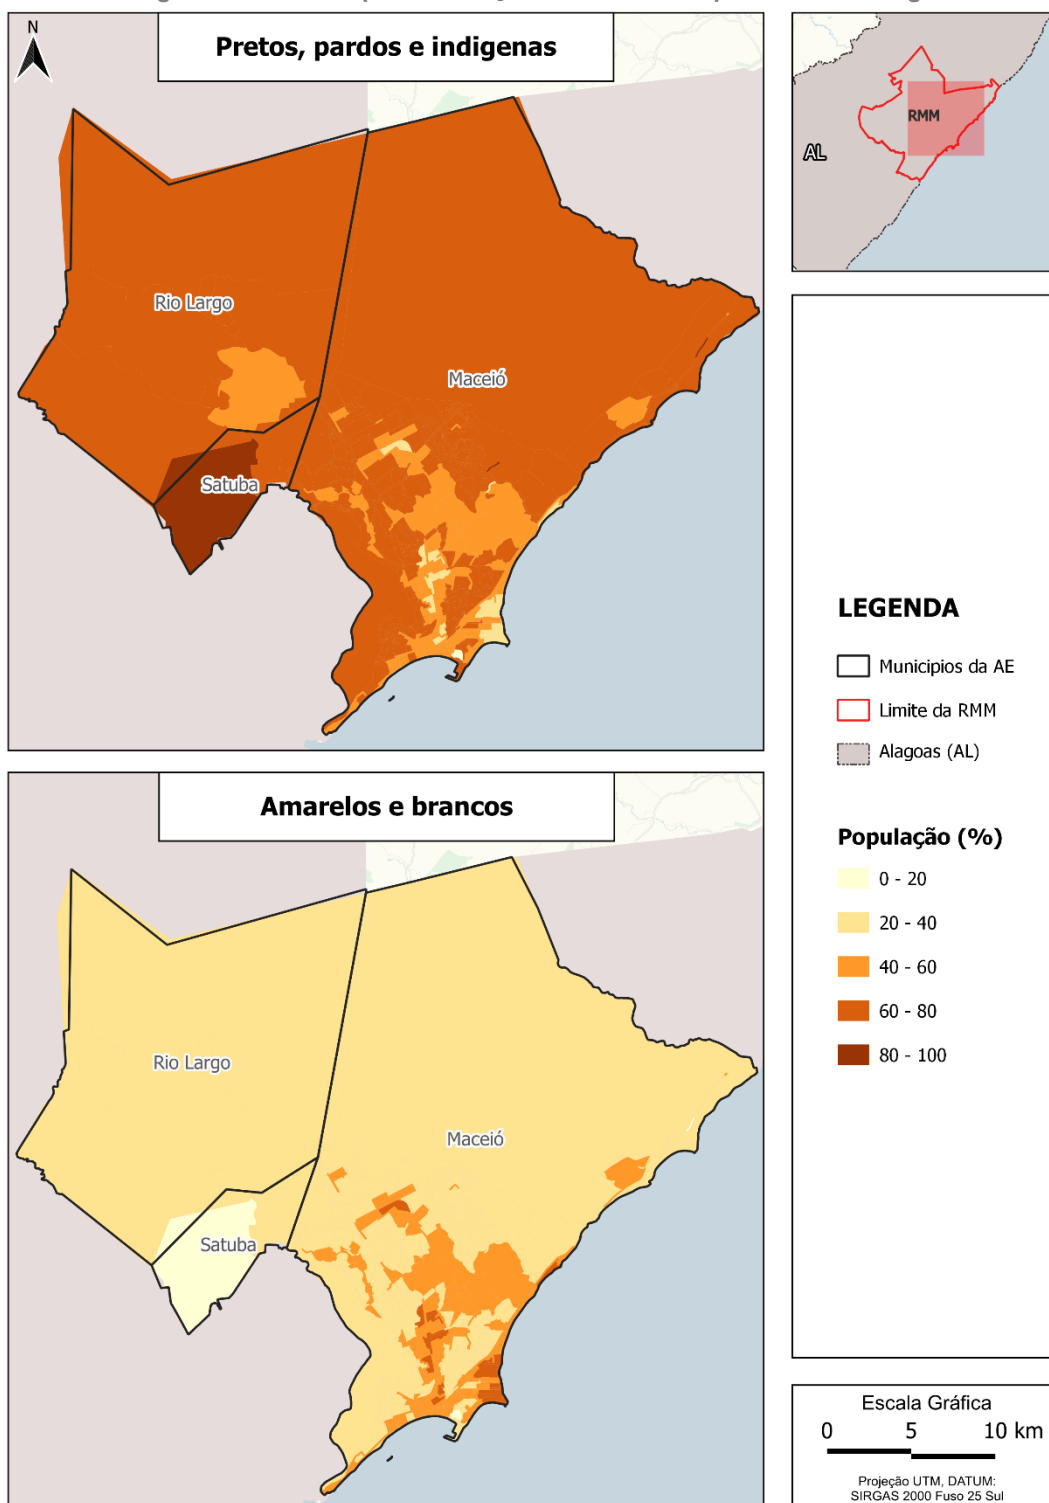 N
Pretos, pardos e indigenas
Rio Largo
Maceió
Satuba
RMM
AL
Amarelos e brancos
Rio Largo
Maceió
Satuba
LEGENDA
Municipios da AE
Limite da RMM
Alagoas (AL)
População (%)
0 - 20
20 - 40
40 - 60
60 - 80
80 - 100
Escala Gráfica
0 5 10 km
Projeção UTM, DATUM:
SIRGAS 2000 Fuso 25 Sul